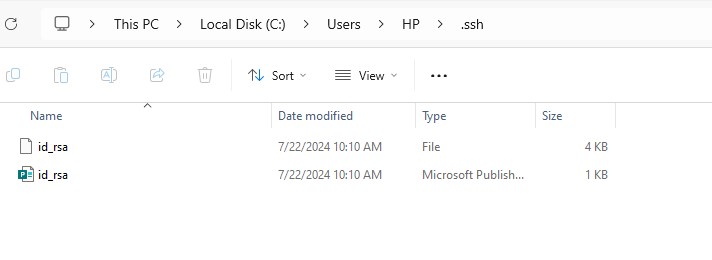 This PC > Local Disk (C:) > Users > HP > .ssh
Sort View
Name Date modified Type Size
id_rsa 7/22/2024 10:10 AM File 4 KB
id_rsa 7/22/2024 10:10 AM Microsoft Publish... 1 KB